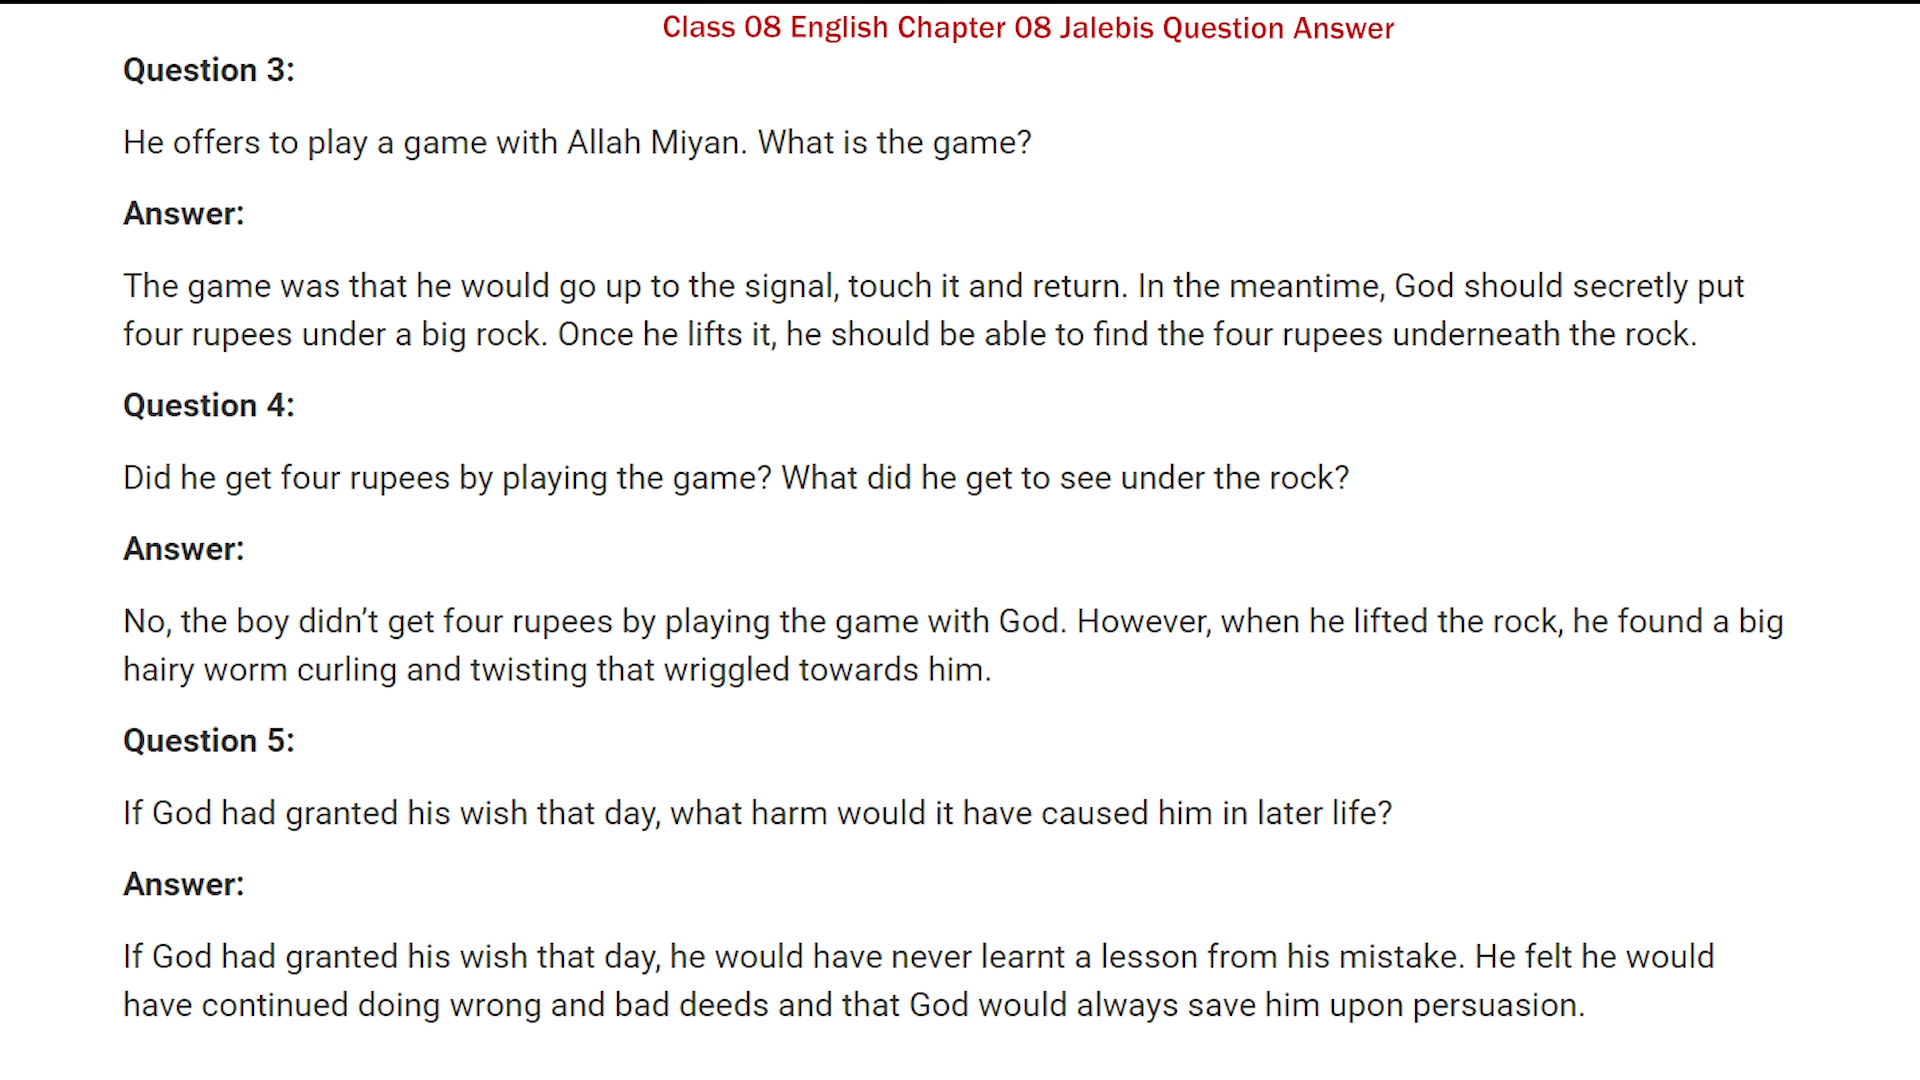 Class 08 English Chapter 08 Jalebis Question Answer
Question 3:
He offers to play a game with Allah Miyan. What is the game?
Answer:
The game was that he would go up to the signal, touch it and return. In the meantime, God should secretly put
four rupees under a big rock. Once he lifts it, he should be able to find the four rupees underneath the rock.
Question 4:
Did he get four rupees by playing the game? What did he get to see under the rock?
Answer:
No, the boy didn’t get four rupees by playing the game with God. However, when he lifted the rock, he found a big
hairy worm curling and twisting that wriggled towards him.
Question 5:
If God had granted his wish that day, what harm would it have caused him in later life?
Answer:
If God had granted his wish that day, he would have never learnt a lesson from his mistake. He felt he would
have continued doing wrong and bad deeds and that God would always save him upon persuasion.